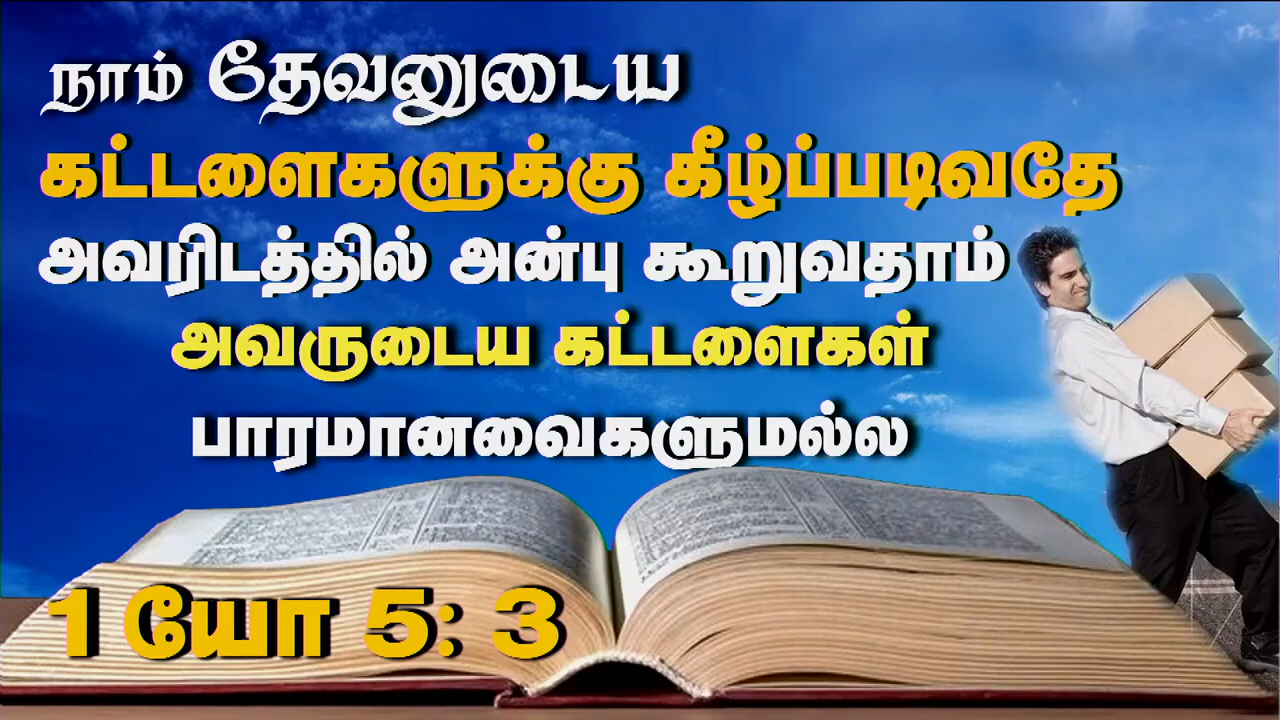 நாம் தேவனுடைய
கட்டளைகளுக்கு கீழ்ப்படிவதே
அவரிடத்தில் அன்பு கூறுவதாம்
அவருடைய கட்டளைகள்
பாரமானவைகளுமல்ல
1 யோ 5: 3